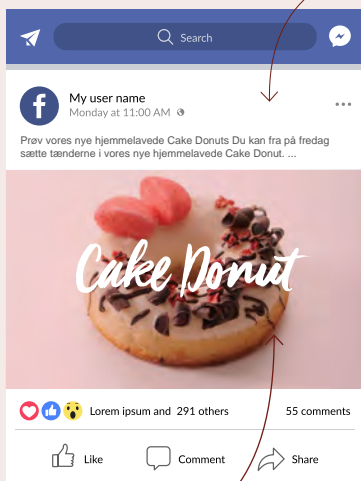 Search
My user name
Monday at 11:00 AM
Prøv vores nye hjemmelavede Cake Donuts Du kan fra på fredag
sætte tænderne i vores nye hjemmelavede Cake Donut. ...
Cake Donut
Lorem ipsum and 291 others
55 comments
Like
Comment
Share